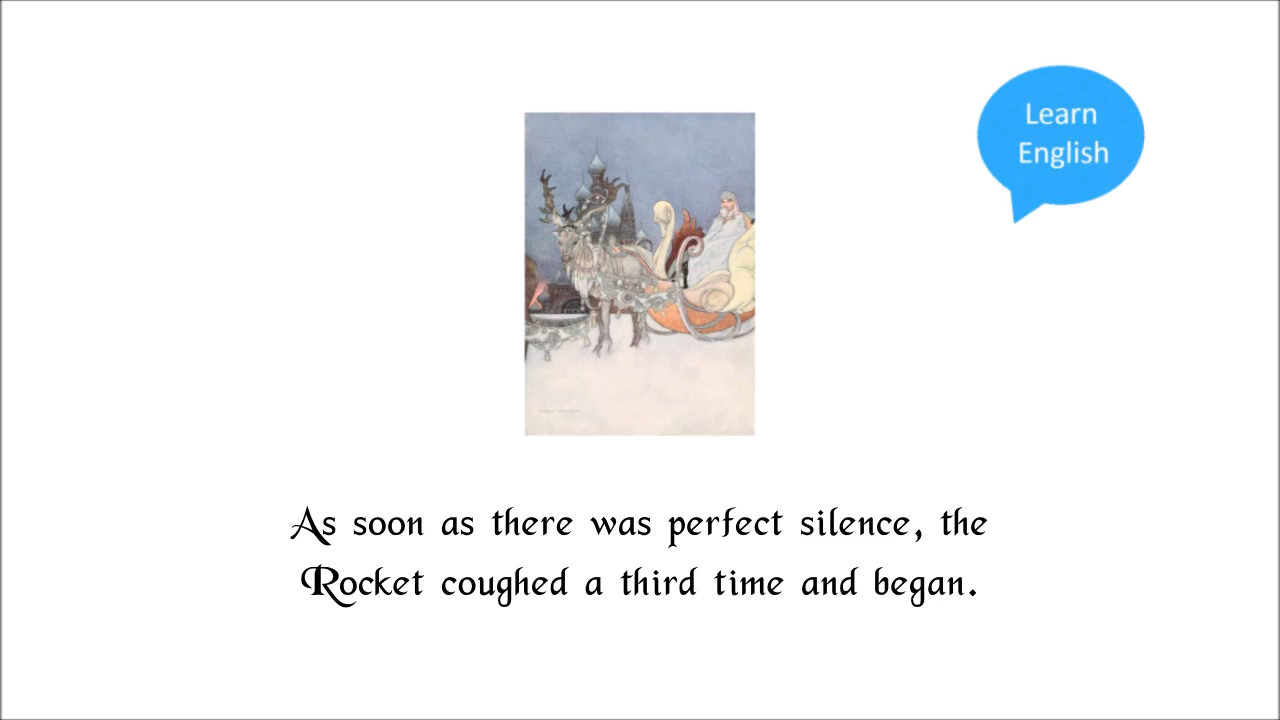 Learn
English
As soon as there was perfect silence, the
Rocket coughed a third time and began.